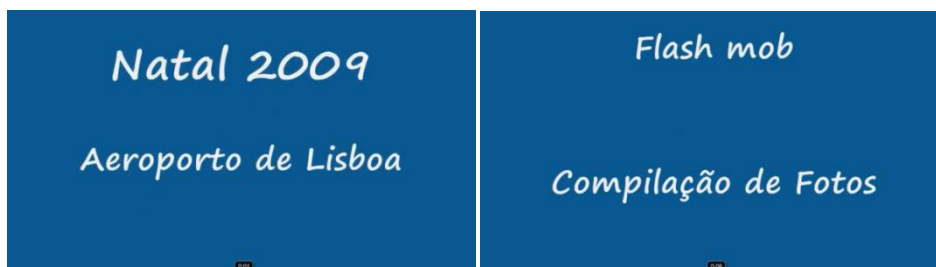 Natal 2009
Aeroporto de Lisboa
Flash mob
Compilação de Fotos